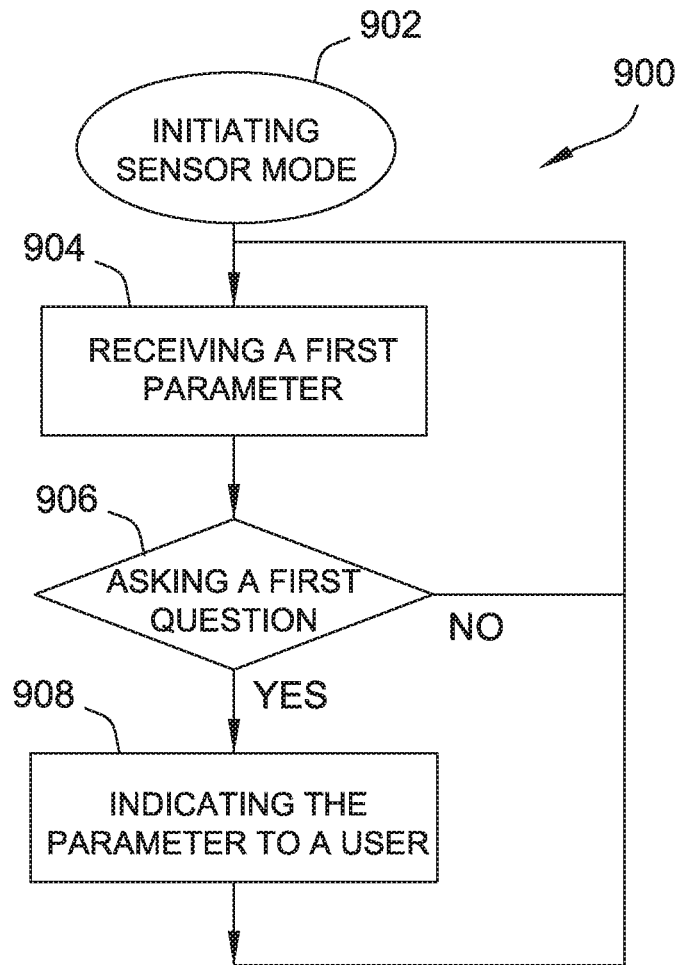 902
900
INITIATING
SENSOR MODE
904
RECEIVING A FIRST
PARAMETER
906
ASKING A FIRST
QUESTION
NO
YES
908
INDICATING THE
PARAMETER TO A USER